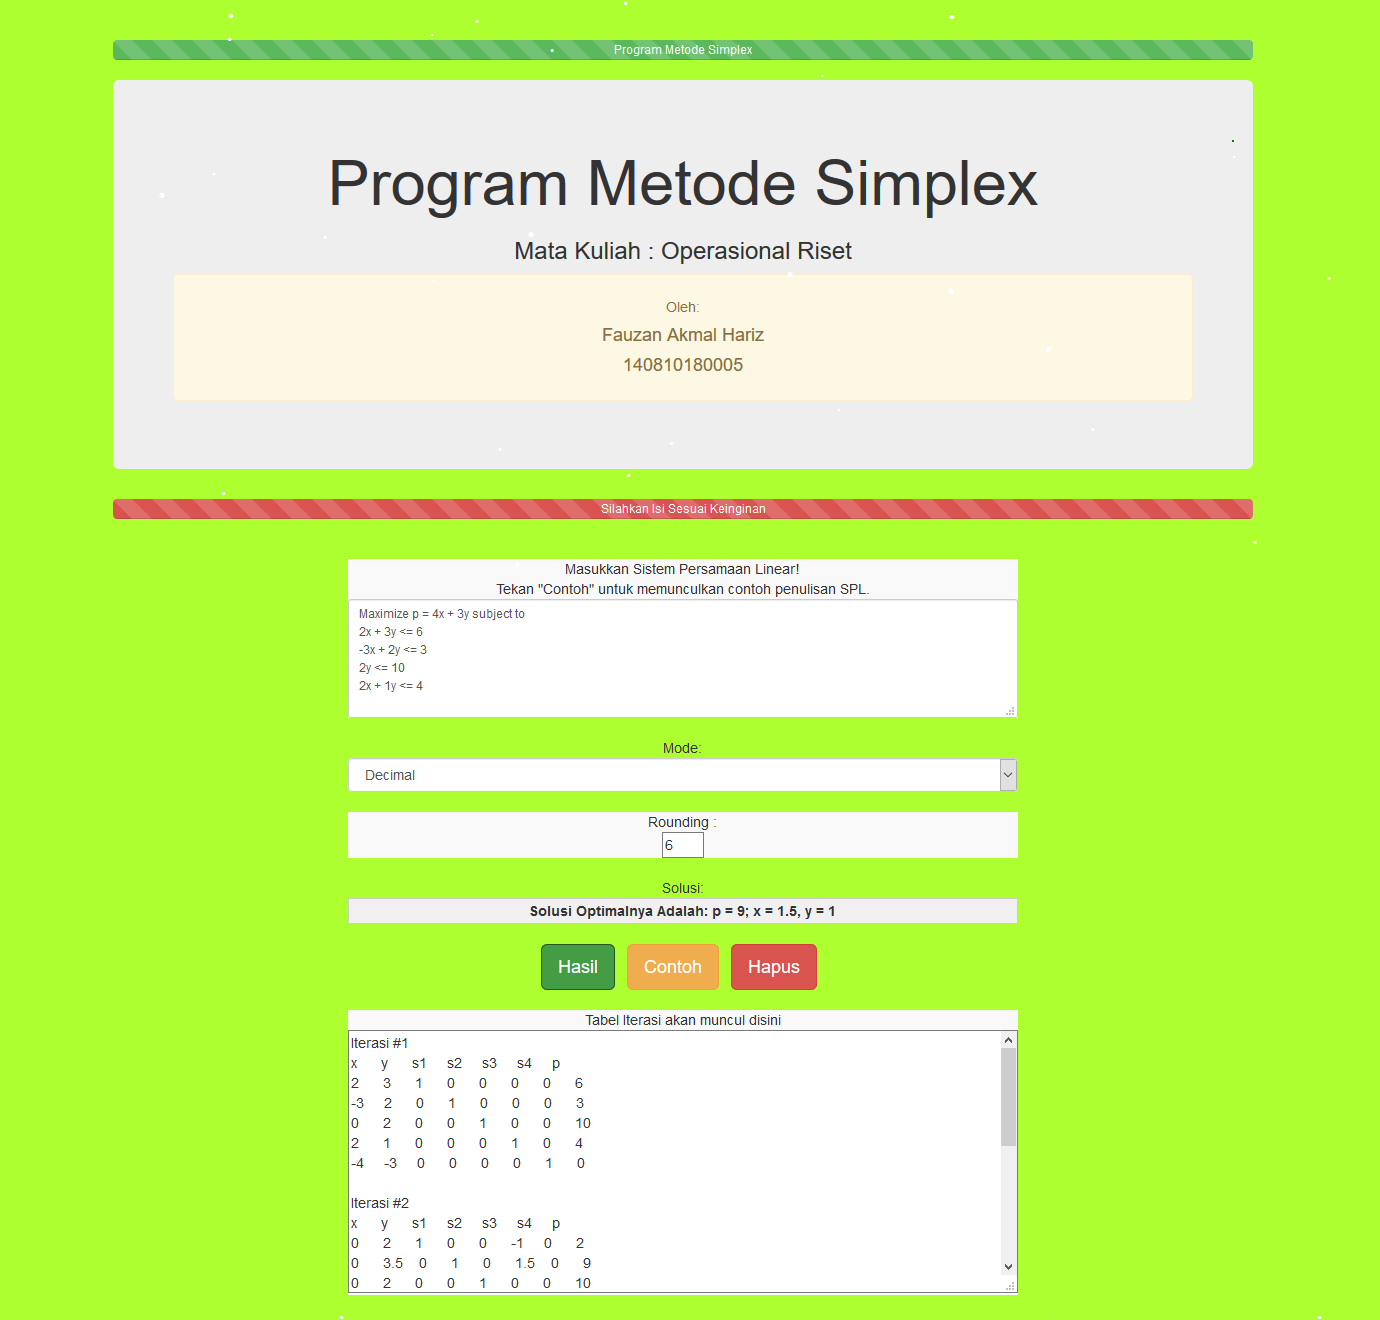 Program Metode Simplex
Program Metode Simplex
Mata Kuliah : Operasional Riset
Oleh:
Fauzan Akmal Hariz
140810180005
Silahkan Isi Sesuai Keinginan
Masukkan Sistem Persamaan Linear!
Tekan "Contoh" untuk memunculkan contoh penulisan SPL.
Maximize p = 4x + 3y subject to
2x + 3y <= 6
-3x + 2y <= 3
2y <= 10
2x + 1y <= 4
Mode:
Decimal
Rounding :
6
Solusi:
Solusi Optimalnya Adalah: p = 9; x = 1.5, y = 1
Hasil Contoh Hapus
Tabel Iterasi akan muncul disini
Iterasi #1
x y s1 s2 s3 s4 p
2 3 1 0 0 0 0 6
-3 2 0 1 0 0 0 3
0 2 0 0 1 0 0 10
2 1 0 0 0 1 0 4
-4 -3 0 0 0 0 1 0
Iterasi #2
x y s1 s2 s3 s4 p
0 2 1 0 0 -1 0 2
0 3.5 0 1 0 1.5 0 9
0 2 0 0 1 0 0 10